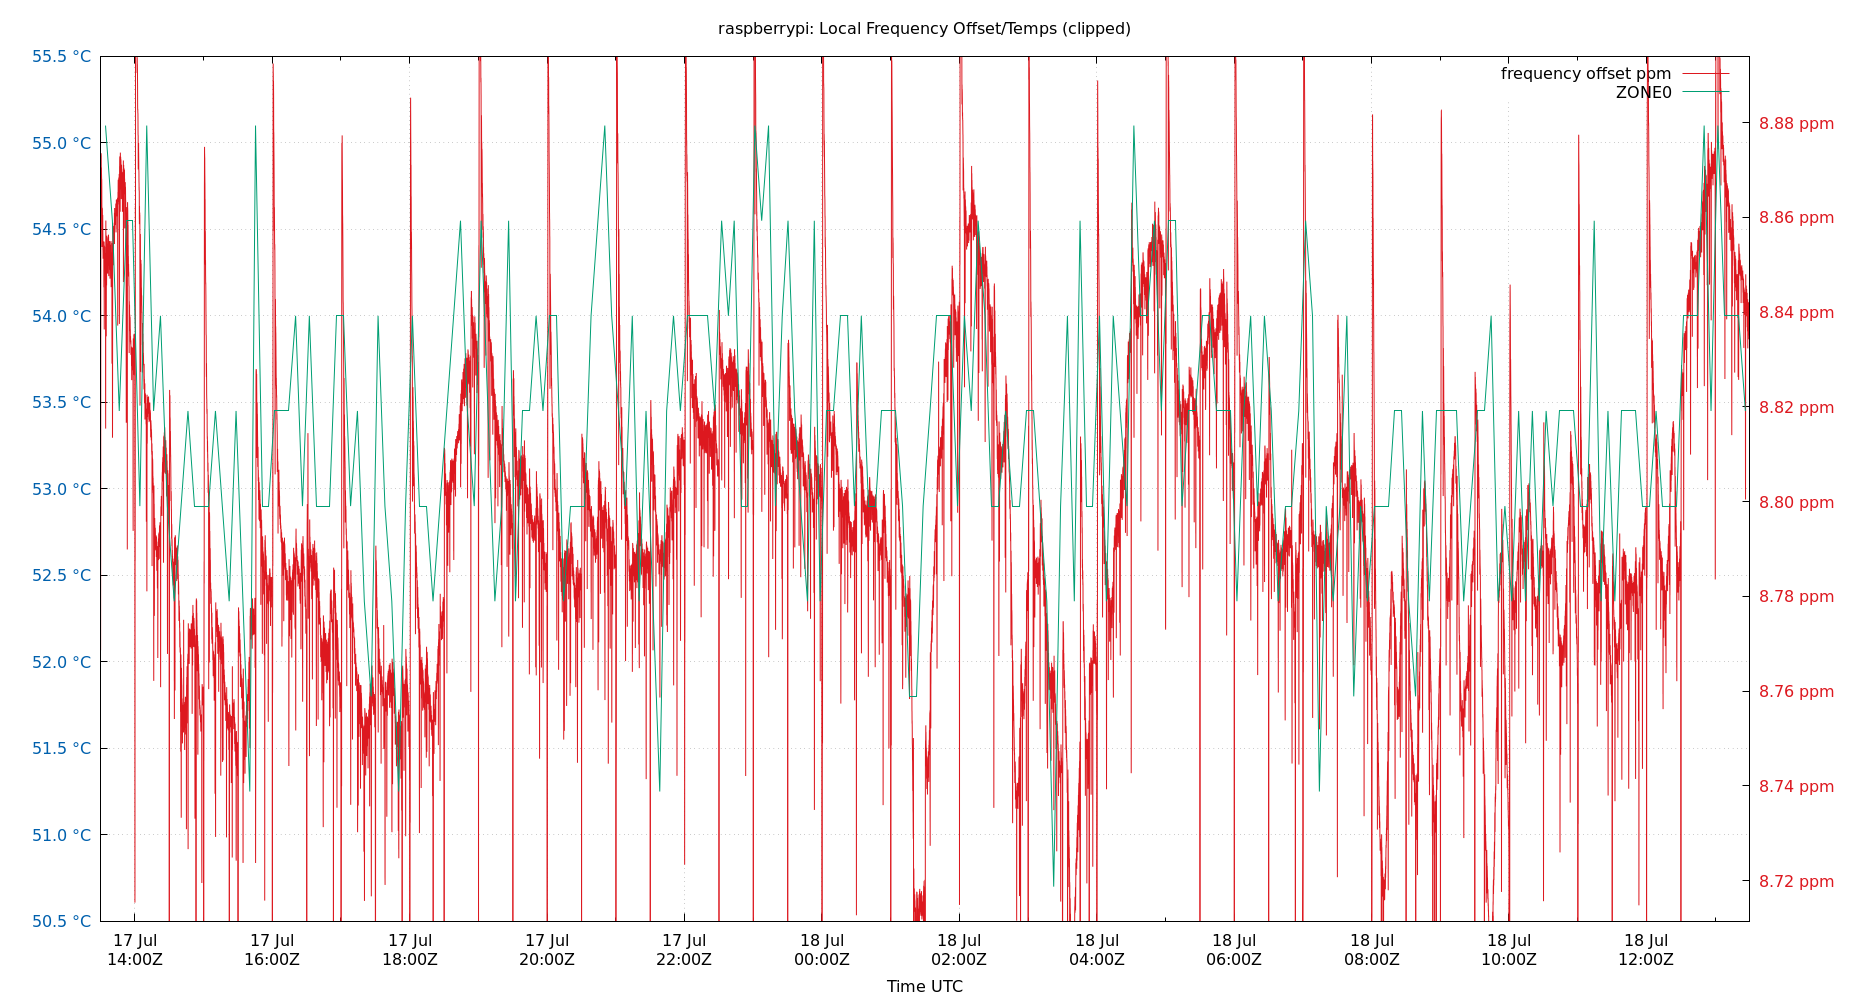 raspberrypi: Local Frequency Offset/Temps (clipped)
frequency offset ppm
ZONE0
55.5 °C
55.0 °C
54.5 °C
54.0 °C
53.5 °C
53.0 °C
52.5 °C
52.0 °C
51.5 °C
51.0 °C
50.5 °C
8.88 ppm
8.86 ppm
8.84 ppm
8.82 ppm
8.80 ppm
8.78 ppm
8.76 ppm
8.74 ppm
8.72 ppm
17 Jul
14:00Z
17 Jul
16:00Z
17 Jul
18:00Z
17 Jul
20:00Z
17 Jul
22:00Z
18 Jul
00:00Z
18 Jul
02:00Z
18 Jul
04:00Z
18 Jul
06:00Z
18 Jul
08:00Z
18 Jul
10:00Z
18 Jul
12:00Z
Time UTC